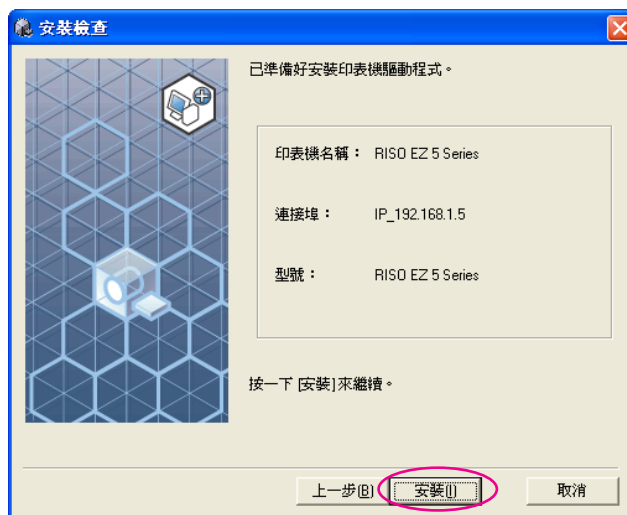 安裝檢查
已準備好安裝印表機驅動程式。
印表機名稱： RISO EZ 5 Series
連接埠： IP_192.168.1.5
型號： RISO EZ 5 Series
按一下 [安裝] 來繼續。
上一步(B) 安裝(I) 取消